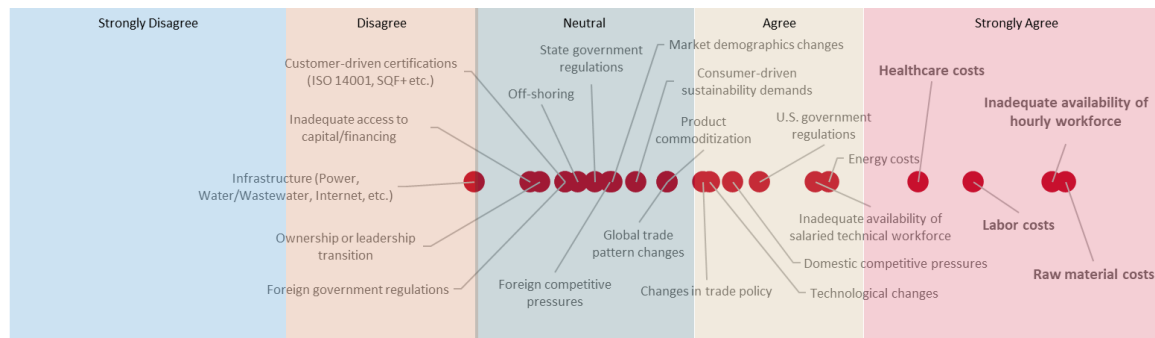 Strongly Disagree
Disagree
Neutral
Agree
Strongly Agree
Customer-driven certifications
(ISO 14001, SQF+ etc.)
State government
regulations
Market demographics changes
Off-shoring
Consumer-driven
sustainability demands
Healthcare costs
Inadequate access to
capital/financing
Product
commoditization
U.S. government
regulations
Inadequate availability of
hourly workforce
Energy costs
Infrastructure (Power,
Water/Wastewater, Internet, etc.)
Ownership or leadership
transition
Global trade
pattern changes
Inadequate availability of
salaried technical workforce
Labor costs
Domestic competitive pressures
Foreign government regulations
Foreign competitive
pressures
Changes in trade policy
Technological changes
Raw material costs